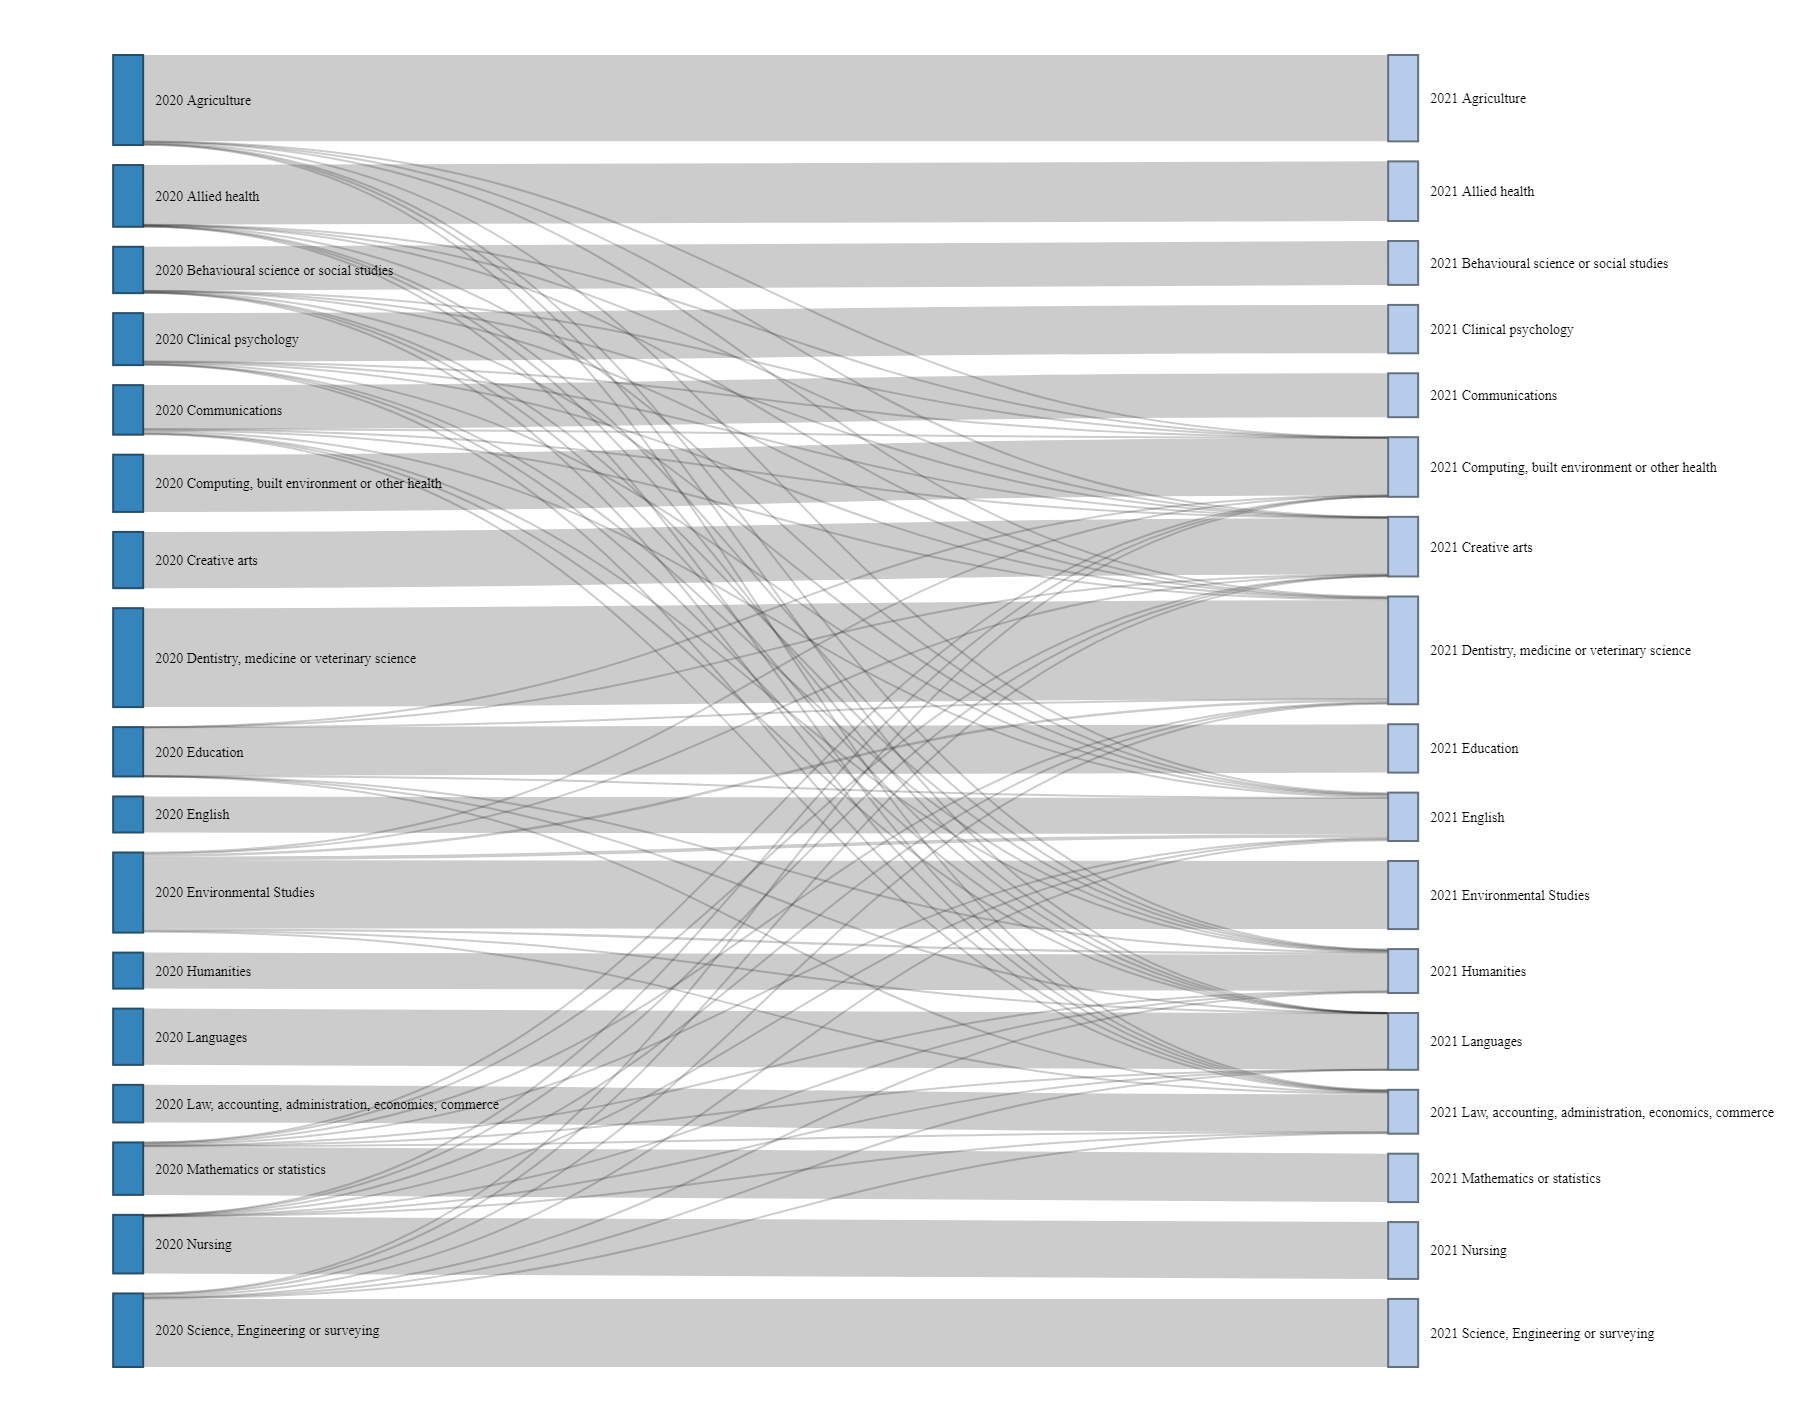 2020 Agriculture
2020 Allied health
2020 Behavioural science or social studies
2020 Clinical psychology
2020 Communications
2020 Computing, built environment or other health
2020 Creative arts
2020 Dentistry, medicine or veterinary science
2020 Education
2020 English
2020 Environmental Studies
2020 Humanities
2020 Languages
2020 Law, accounting, administration, economics, commerce
2020 Mathematics or statistics
2020 Nursing
2020 Science, Engineering or surveying
2021 Agriculture
2021 Allied health
2021 Behavioural science or social studies
2021 Clinical psychology
2021 Communications
2021 Computing, built environment or other health
2021 Creative arts
2021 Dentistry, medicine or veterinary science
2021 Education
2021 English
2021 Environmental Studies
2021 Humanities
2021 Languages
2021 Law, accounting, administration, economics, commerce
2021 Mathematics or statistics
2021 Nursing
2021 Science, Engineering or surveying